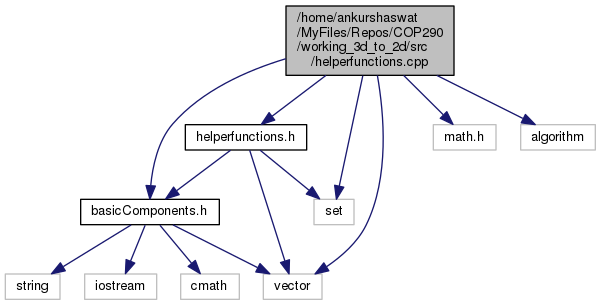 /home/ankurshaswat
/MyFiles/Repos/COP290
/working_3d_to_2d/src
/helperfunctions.cpp
helperfunctions.h
math.h
algorithm
basicComponents.h
set
string
iostream
cmath
vector